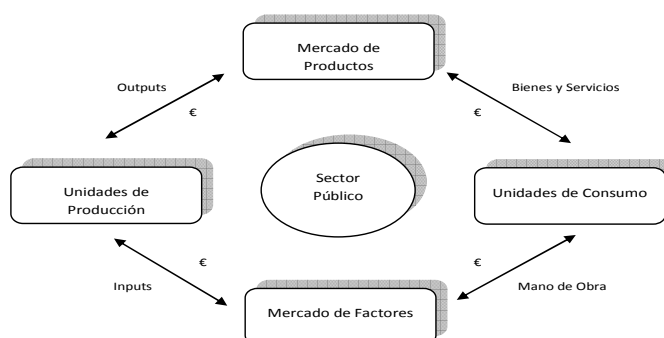 Mercado de
Productos
Outputs
Bienes y Servicios
€
€
Sector
Público
Unidades de
Producción
Unidades de Consumo
€
€
Inputs
Mano de Obra
Mercado de Factores